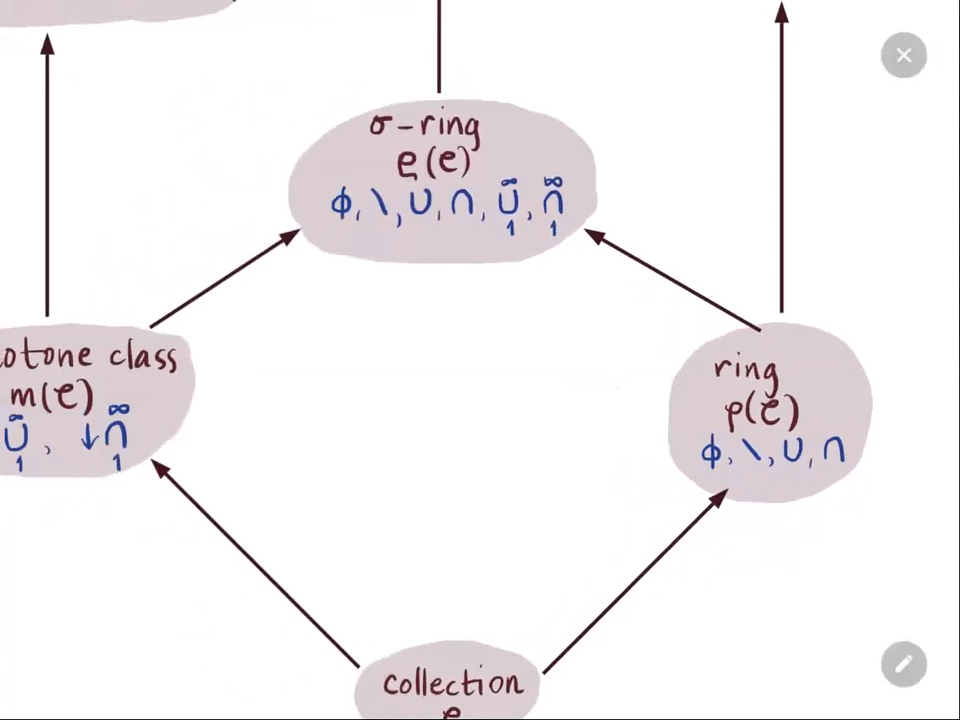 σ-ring
ϕ, \, ∪, ∩, ∪̃₁^∞, ∩₁^∞
otone class
m(𝒞)
∪₁^∞, ↓∩₁^∞
ring
ρ(𝒞)
ϕ, \, ∪, ∩
collection